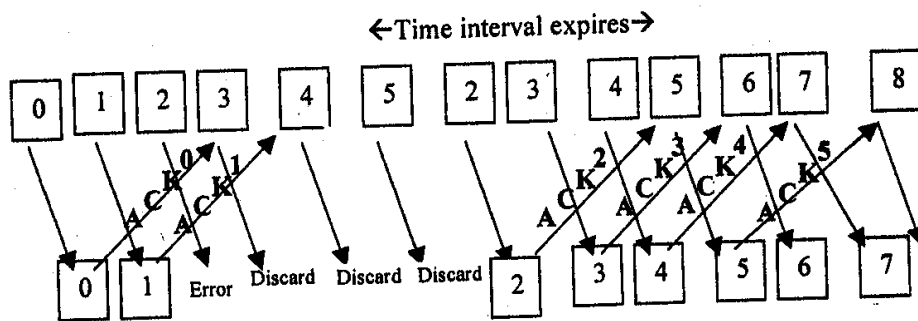 ←Time interval expires→
0 1 2 3 4 5 2 3 4 5 6 7 8
ACK0 ACK1 ACK2 ACK3 ACK4 ACK5
0 1 Error Discard Discard Discard 2 3 4 5 6 7